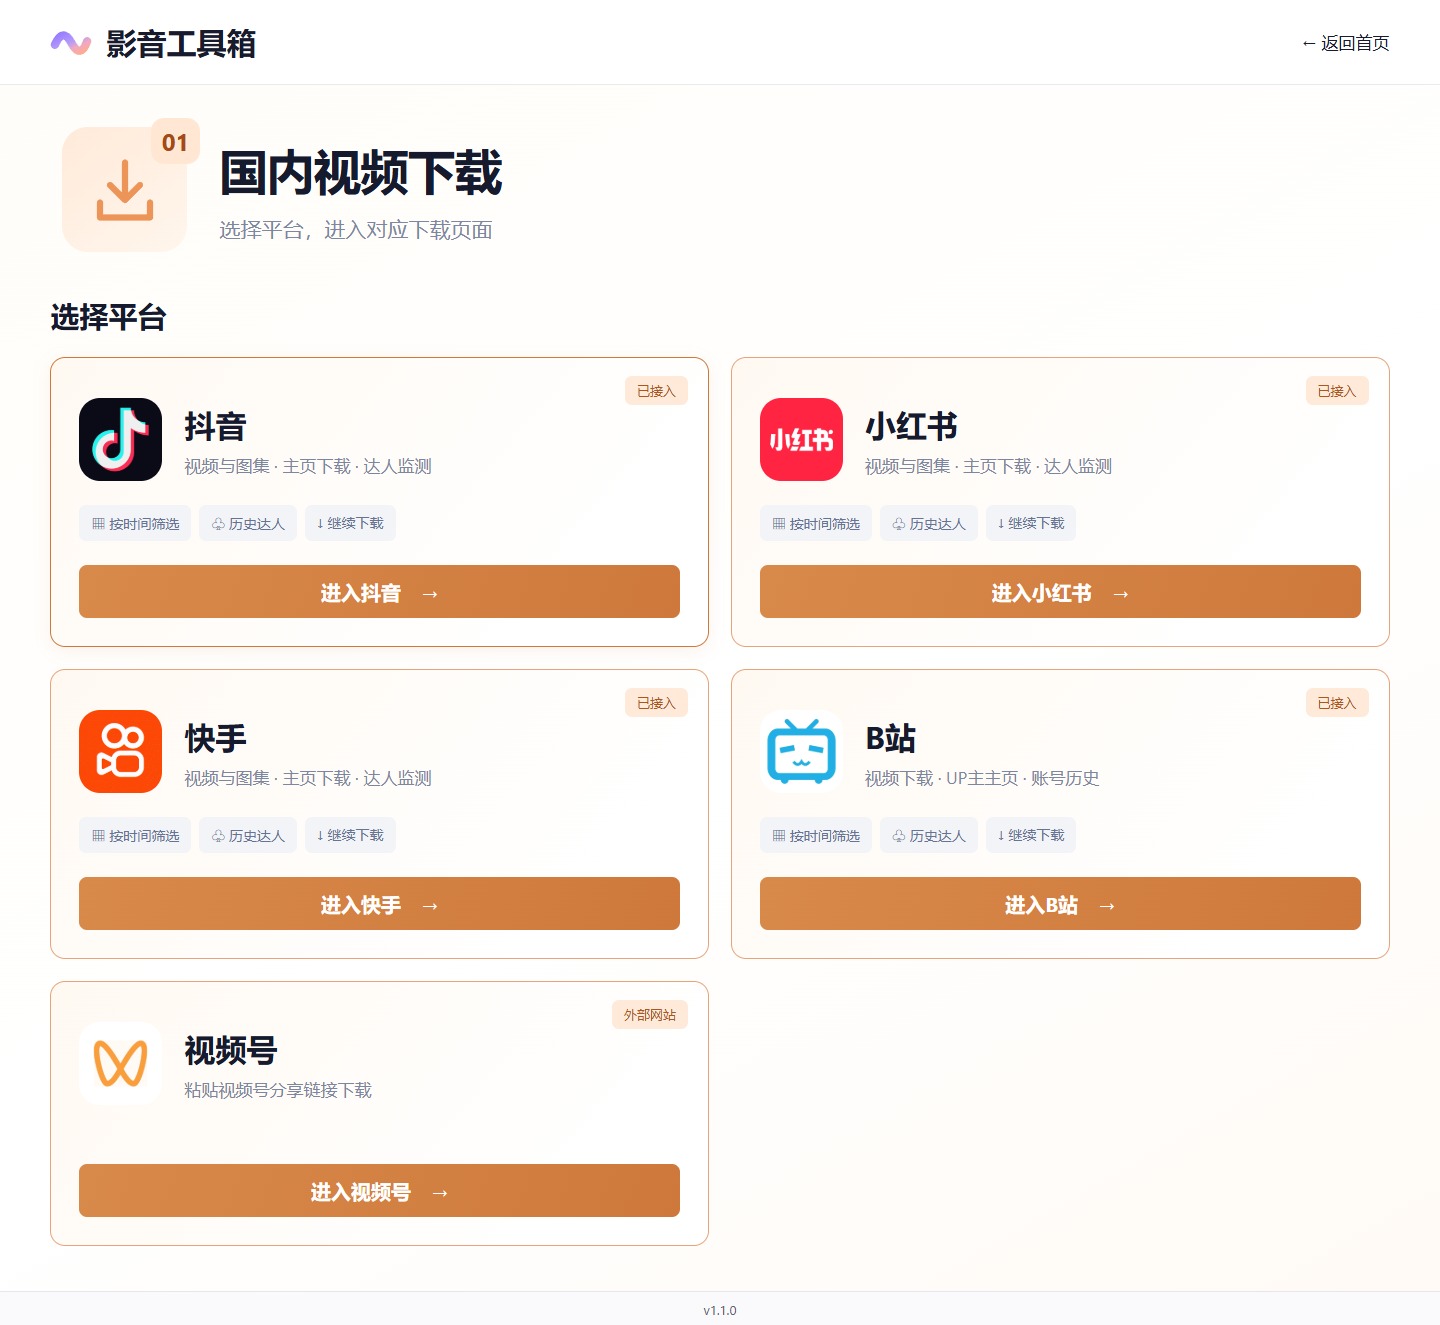 影音工具箱
← 返回首页
01
国内视频下载
选择平台，进入对应下载页面
选择平台
已接入
抖音
视频与图集 · 主页下载 · 达人监测
按时间筛选 历史达人 ↓ 继续下载
进入抖音 →
已接入
小红书
小红书
视频与图集 · 主页下载 · 达人监测
按时间筛选 历史达人 ↓ 继续下载
进入小红书 →
已接入
快手
视频与图集 · 主页下载 · 达人监测
按时间筛选 历史达人 ↓ 继续下载
进入快手 →
已接入
B站
视频下载 · UP主主页 · 账号历史
按时间筛选 历史达人 ↓ 继续下载
进入B站 →
外部网站
视频号
粘贴视频号分享链接下载
进入视频号 →
v1.1.0